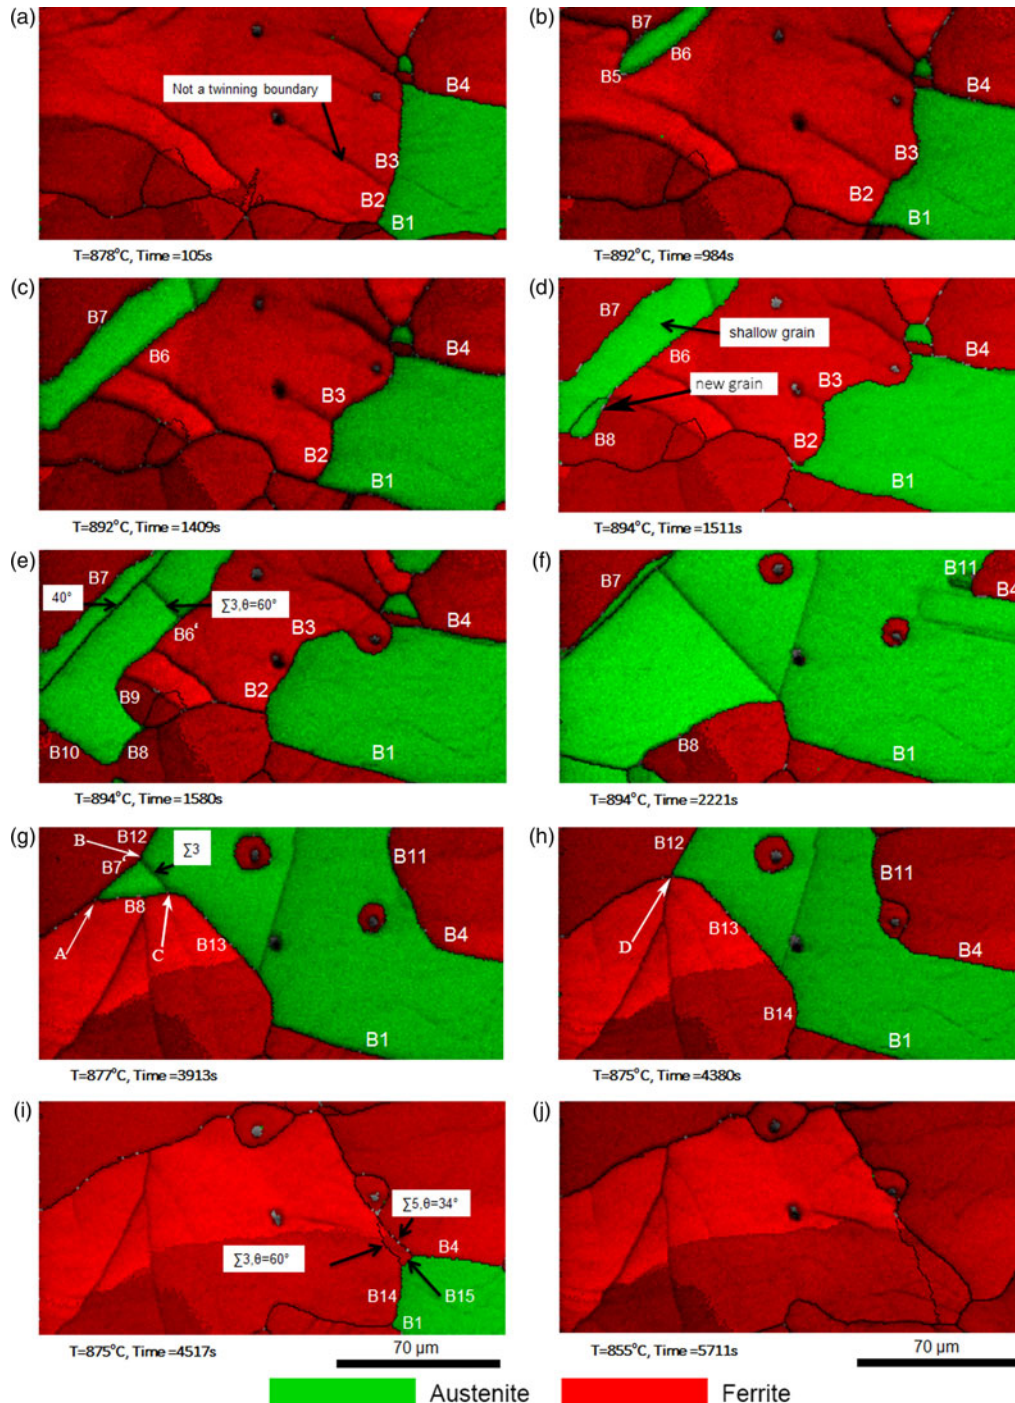 (a)
Not a twinning boundary
B4
B3
B2
B1
T=878°C, Time=105s
(b)
B7
B6
B5
B4
B3
B2
B1
T=892°C, Time=984s
(c)
B7
B6
B4
B3
B2
B1
T=892°C, Time=1409s
(d)
B7
shallow grain
B6
B4
B3
new grain
B8
B2
B1
T=894°C, Time=1511s
(e)
B7
40°
∑3,θ=60°
B6‘
B3
B4
B9
B2
B10
B8
B1
T=894°C, Time=1580s
(f)
B7
B11
B4
B8
B1
T=894°C, Time=2221s
(g)
B
B12
∑3
B7‘
B11
B8
A
C
B13
B4
B1
T=877°C, Time=3913s
(h)
B12
B11
D
B13
B4
B14
B1
T=875°C, Time=4380s
(i)
∑5,θ=34°
∑3,θ=60°
B4
B14
B15
B1
T=875°C, Time=4517s
70 µm
(j)
T=855°C, Time=5711s
70 µm
Austenite
Ferrite